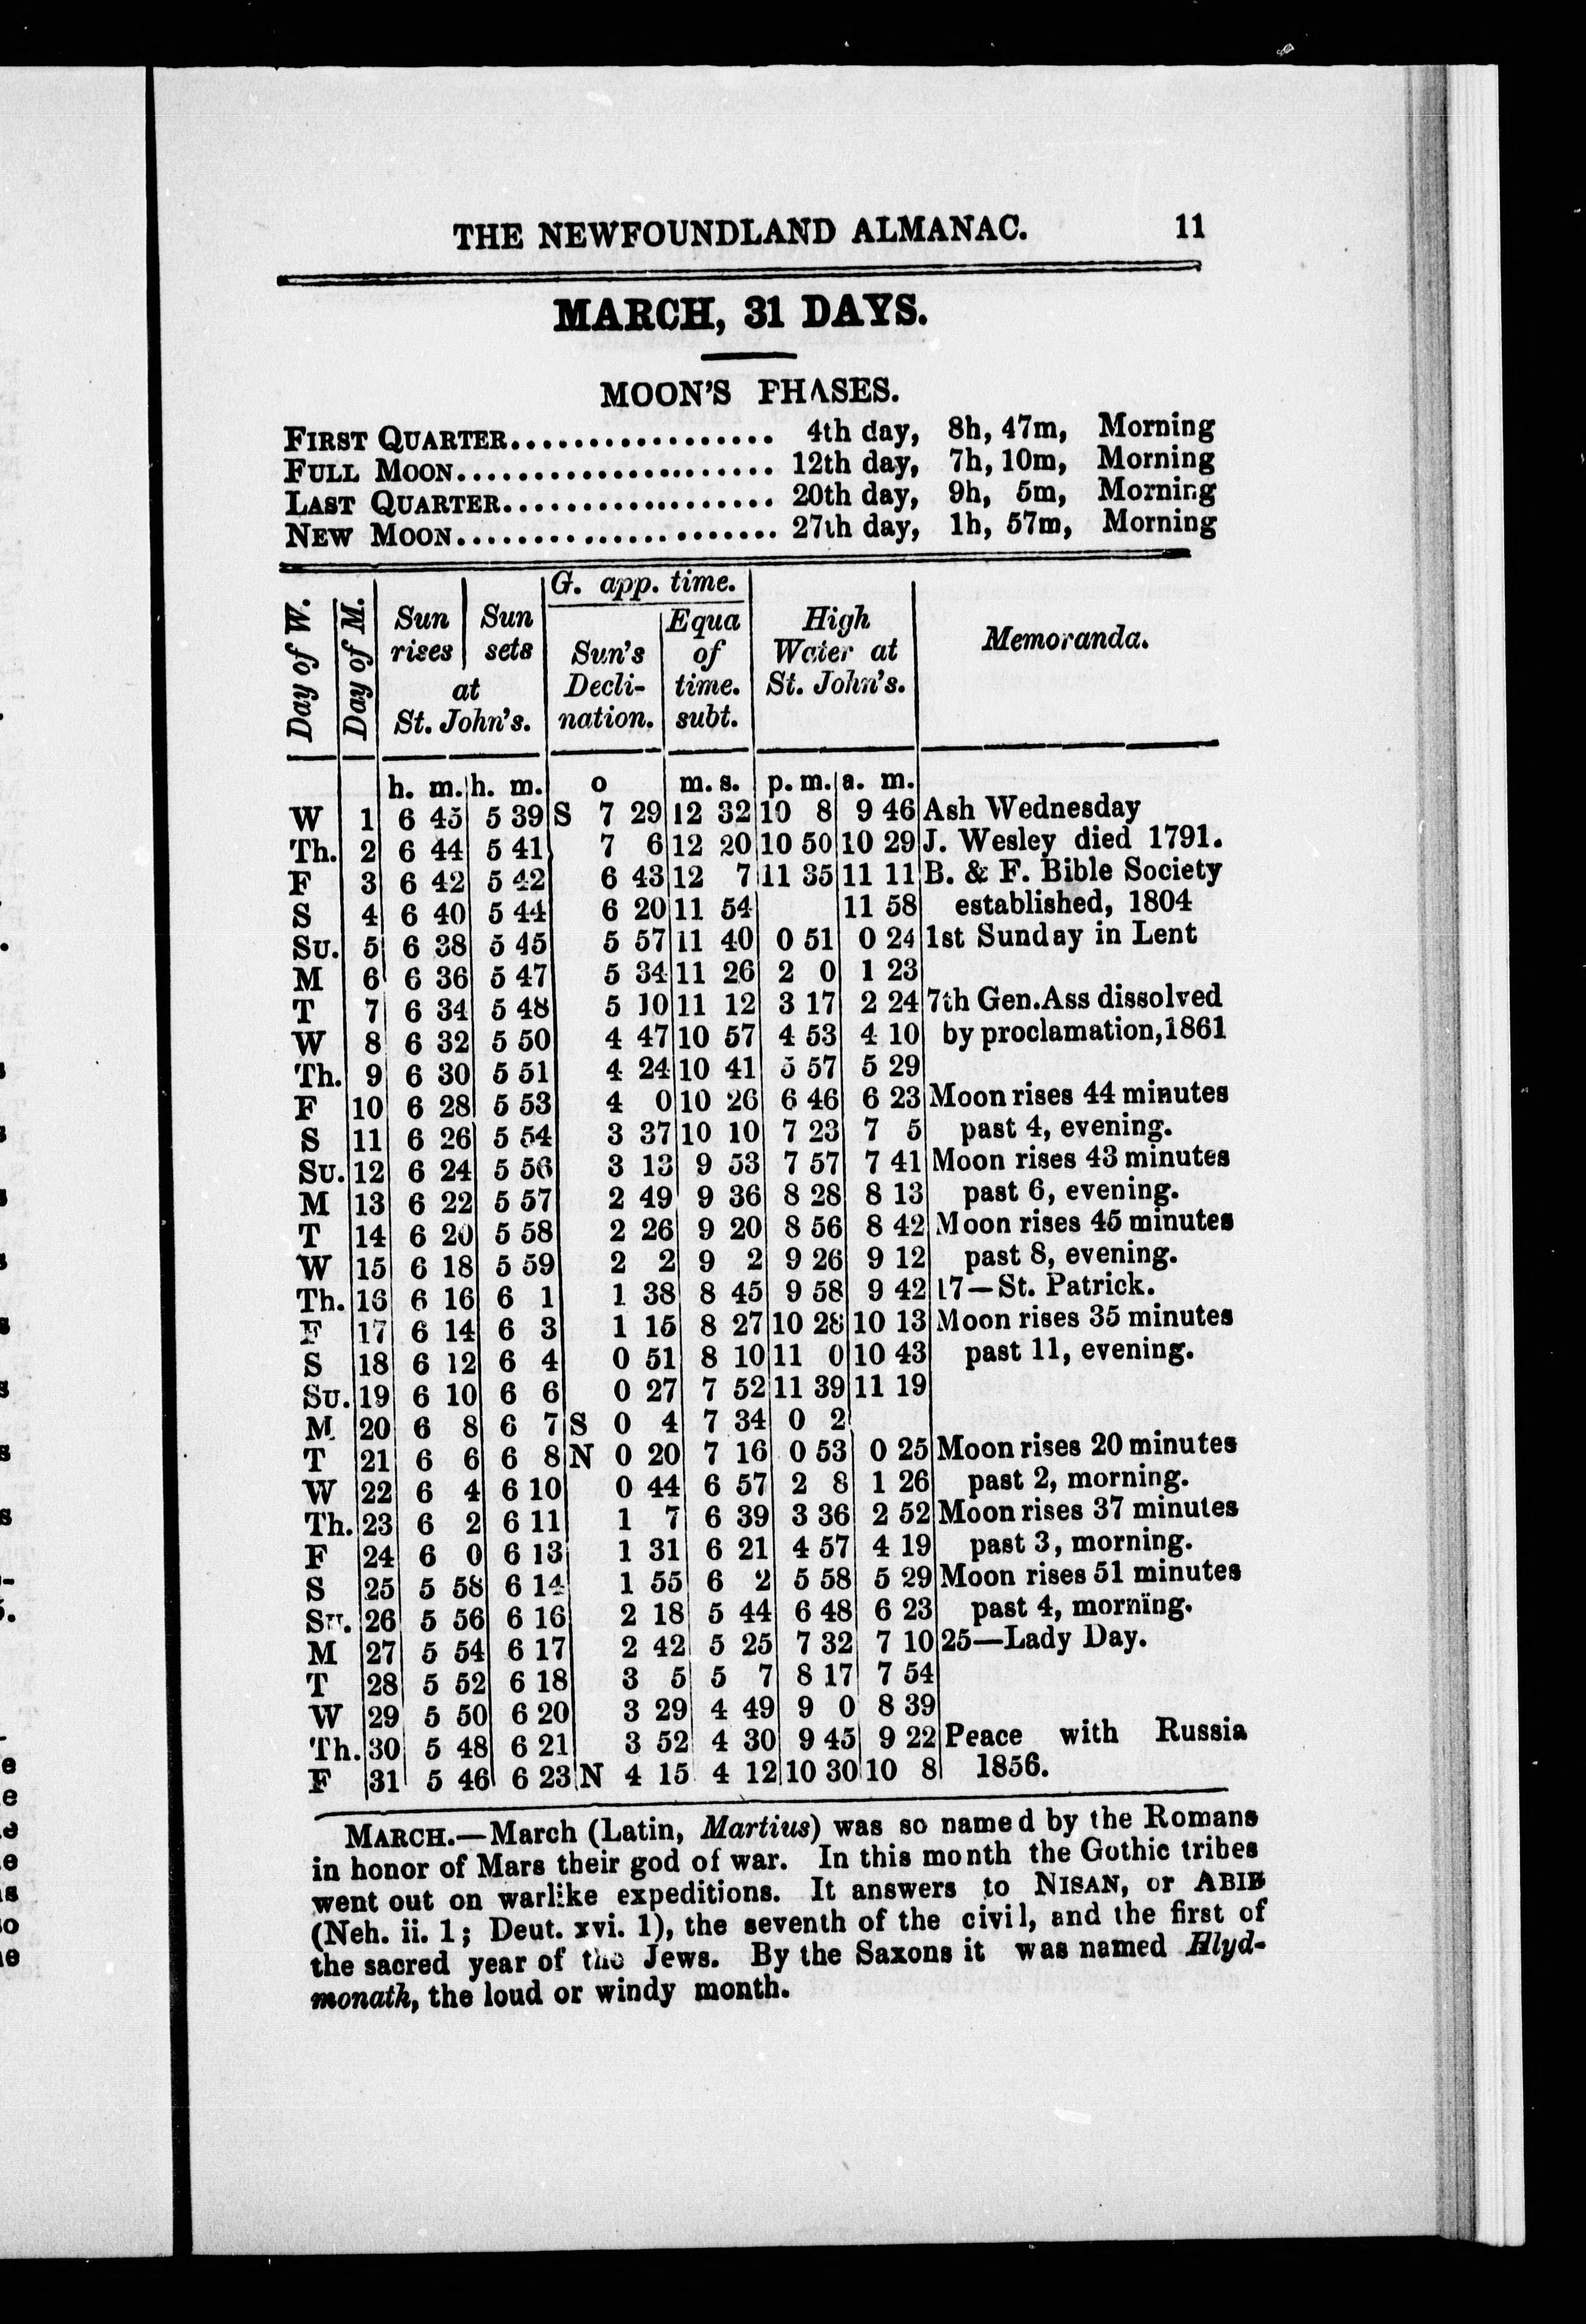 THE NEWFOUNDLAND ALMANAC. 11
MARCH, 31 DAYS.
MOON'S PHASES.
FIRST QUARTER.................. 4th day, 8h, 47m, Morning
FULL MOON...................... 12th day, 7h, 10m, Morning
LAST QUARTER................... 20th day, 9h, 5m, Morning
NEW MOON....................... 27th day, 1h, 57m, Morning
Day of W. Day of M. Sun rises Sun sets at St. John's. G. app. time. Sun's Decli- nation. Equa of time. subt. High Water at St. John's. Memoranda.
h. m. h. m. o m. s. p. m. a. m.
W 1 6 45 5 39 S 7 29 12 32 10 8 9 46 Ash Wednesday
Th. 2 6 44 5 41 7 6 12 20 10 50 10 29 J. Wesley died 1791.
F 3 6 42 5 42 6 43 12 7 11 35 11 11 B. & F. Bible Society
S 4 6 40 5 44 6 20 11 54 11 58 established, 1804
SU. 5 6 38 5 45 5 57 11 40 0 51 0 24 1st Sunday in Lent
M 6 6 36 5 47 5 34 11 26 2 0 1 23
T 7 6 34 5 48 5 10 11 12 3 17 2 24 7th Gen. Ass dissolved
W 8 6 32 5 50 4 47 10 57 4 53 4 10 by proclamation, 1861
Th. 9 6 30 5 51 4 24 10 41 5 57 5 29
F 10 6 28 5 53 4 0 10 26 6 46 6 23 Moon rises 44 minutes
S 11 6 26 5 54 3 37 10 10 7 23 7 5 past 4, evening.
SU. 12 6 24 5 56 3 13 9 53 7 57 7 41 Moon rises 43 minutes
M 13 6 22 5 57 2 49 9 36 8 28 8 13 past 6, evening.
T 14 6 20 5 58 2 26 9 20 8 56 8 42 Moon rises 45 minutes
W 15 6 18 5 59 2 2 9 2 9 26 9 12 past 8, evening.
Th. 16 6 16 6 1 1 38 8 45 9 58 9 42 17—St. Patrick.
F 17 6 14 6 3 1 15 8 27 10 28 10 13 Moon rises 35 minutes
S 18 6 12 6 4 0 51 8 10 11 0 10 43 past 11, evening.
SU. 19 6 10 6 6 0 27 7 52 11 39 11 19
M 20 6 8 6 7 S 0 4 7 34 0 2
T 21 6 6 6 8 N 0 20 7 16 0 53 0 25 Moon rises 20 minutes
W 22 6 4 6 10 0 44 6 57 2 8 1 26 past 2, morning.
Th. 23 6 2 6 11 1 7 6 39 3 36 2 52 Moon rises 37 minutes
F 24 6 0 6 13 1 31 6 21 4 57 4 19 past 3, morning.
S 25 5 58 6 14 1 55 6 2 5 58 5 29 Moon rises 51 minutes
SU. 26 5 56 6 16 2 18 5 44 6 48 6 23 past 4, morning.
M 27 5 54 6 17 2 42 5 25 7 32 7 10 25—Lady Day.
T 28 5 52 6 18 3 5 5 7 8 17 7 54
W 29 5 50 6 20 3 29 4 49 9 0 8 39
Th. 30 5 48 6 21 3 52 4 30 9 45 9 22 Peace with Russia
F 31 5 46 6 23 N 4 15 4 12 10 30 10 8 1856.
MARCH.—March (Latin, Martius) was so named by the Romans
in honor of Mars their god of war. In this month the Gothic tribes
went out on warlike expeditions. It answers to NISAN, or ABIB
(Neh. ii. 1; Deut. xvi. 1), the seventh of the civil, and the first of
the sacred year of the Jews. By the Saxons it was named Hlyd-
monath, the loud or windy month.